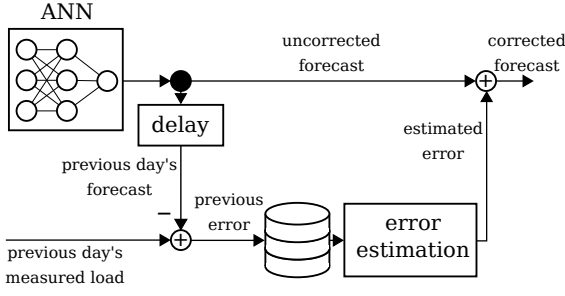 ANN
uncorrected
forecast
corrected
forecast
delay
estimated
error
previous day's
forecast
−
previous
error
error
estimation
previous day's
measured load